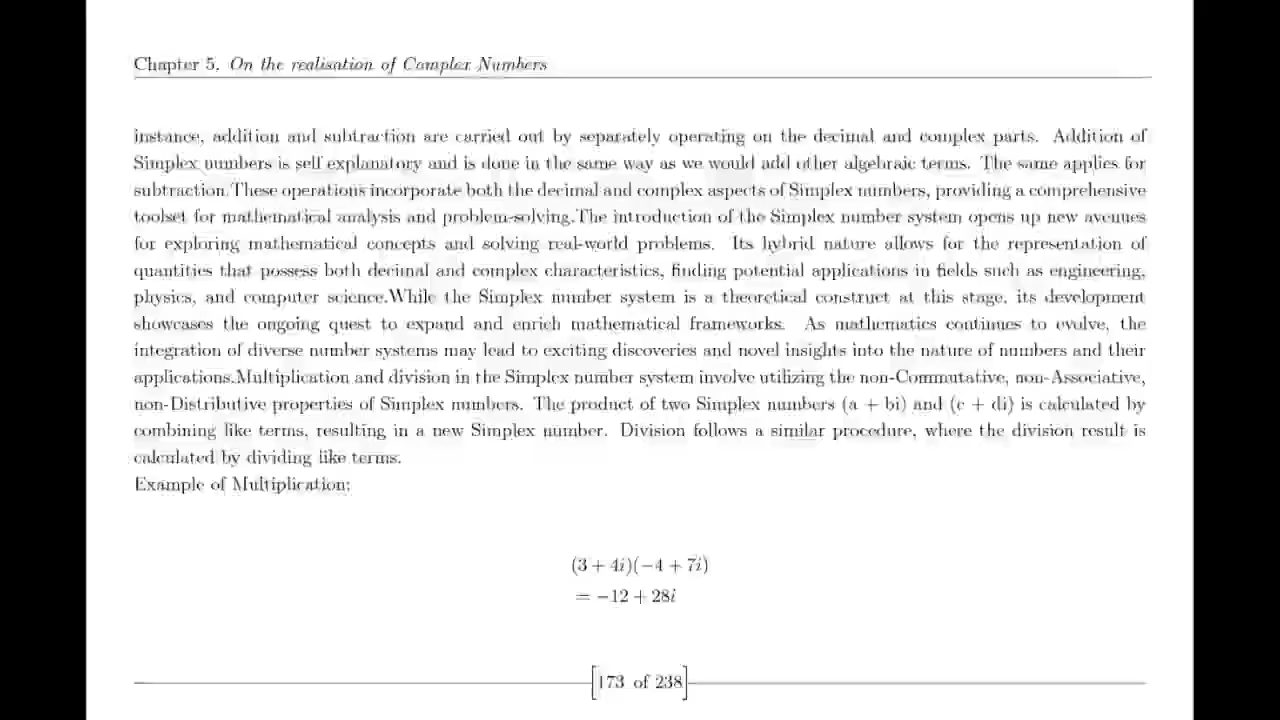 Chapter 5. On the realisation of Complex Numbers
instance, addition and subtraction are carried out by separately operating on the decimal and complex parts. Addition of
Simplex numbers is self explanatory and is done in the same way as we would add other algebraic terms. The same applies for
subtraction.These operations incorporate both the decimal and complex aspects of Simplex numbers, providing a comprehensive
toolset for mathematical analysis and problem-solving.The introduction of the Simplex number system opens up new avenues
for exploring mathematical concepts and solving real-world problems. Its hybrid nature allows for the representation of
quantities that possess both decimal and complex characteristics, finding potential applications in fields such as engineering,
physics, and computer science.While the Simplex number system is a theoretical construct at this stage, its development
showcases the ongoing quest to expand and enrich mathematical frameworks. As mathematics continues to evolve, the
integration of diverse number systems may lead to exciting discoveries and novel insights into the nature of numbers and their
applications.Multiplication and division in the Simplex number system involve utilizing the non-Commutative, non-Associative,
non-Distributive properties of Simplex numbers. The product of two Simplex numbers (a + bi) and (c + di) is calculated by
combining like terms, resulting in a new Simplex number. Division follows a similar procedure, where the division result is
calculated by dividing like terms.
Example of Multiplication:
(3 + 4i)(−4 + 7i)
= −12 + 28i
[173 of 238]